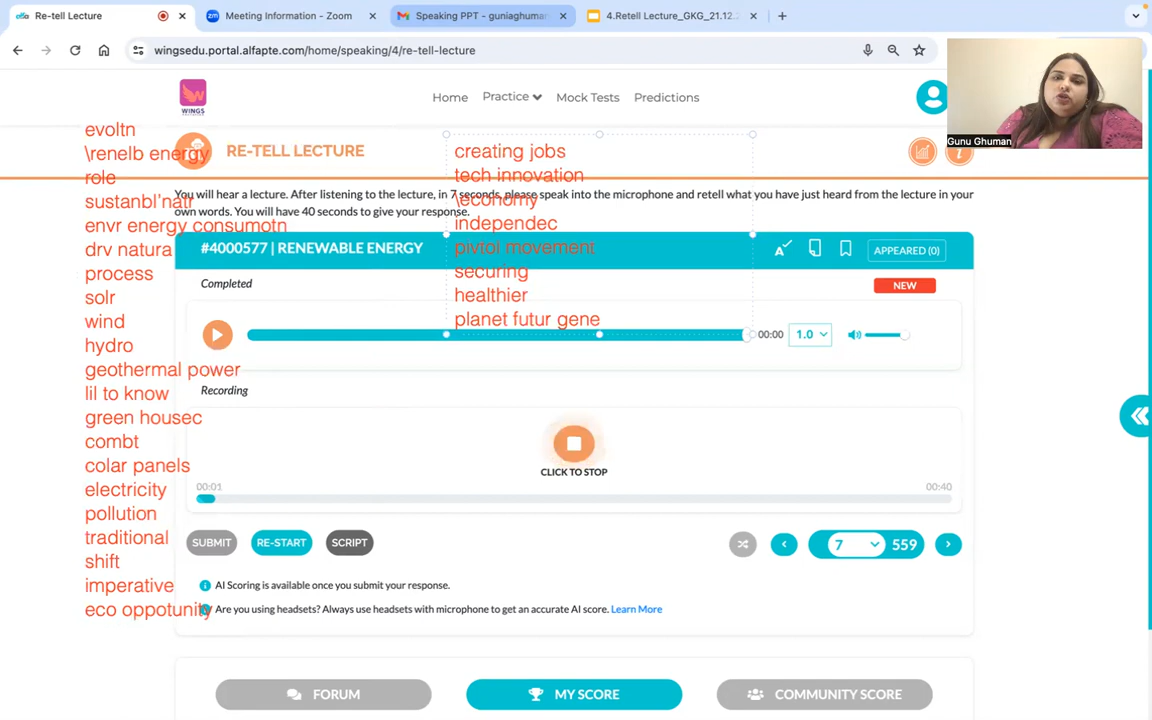 Re-tell Lecture
Meeting Information - Zoom
Speaking PPT - guniaghuman
4.Retell Lecture_GKG_21.12.
wingsedu.portal.alfapte.com/home/speaking/4/re-tell-lecture
WINGS
Home
Practice
Mock Tests
Predictions
Gunu Ghuman
RE-TELL LECTURE
You will hear a lecture. After listening to the lecture, in 7 seconds, please speak into the microphone and retell what you have just heard from the lecture in your
own words. You will have 40 seconds to give your response.
#4000577 | RENEWABLE ENERGY
APPEARED (0)
Completed
NEW
00:00
1.0
Recording
CLICK TO STOP
00:01
00:40
SUBMIT
RE-START
SCRIPT
7
559
AI Scoring is available once you submit your response.
Are you using headsets? Always use headsets with microphone to get an accurate AI score. Learn More
FORUM
MY SCORE
COMMUNITY SCORE
evoltn
\renelb energy
role
sustanbl'natr
envr energy consumotn
drv natura
process
solr
wind
hydro
geothermal power
lil to know
green housec
combt
colar panels
electricity
pollution
traditional
shift
imperative
eco oppotunity
creating jobs
tech innovation
\economy
independec
pivtol movement
securing
healthier
planet futur gene